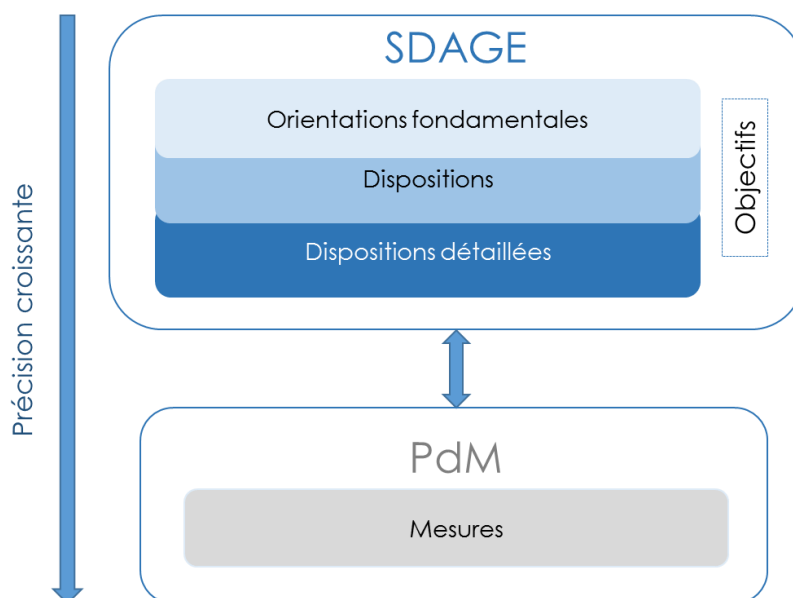 SDAGE
Orientations fondamentales
Dispositions
Dispositions détaillées
Objectifs
Précision croissante
PdM
Mesures